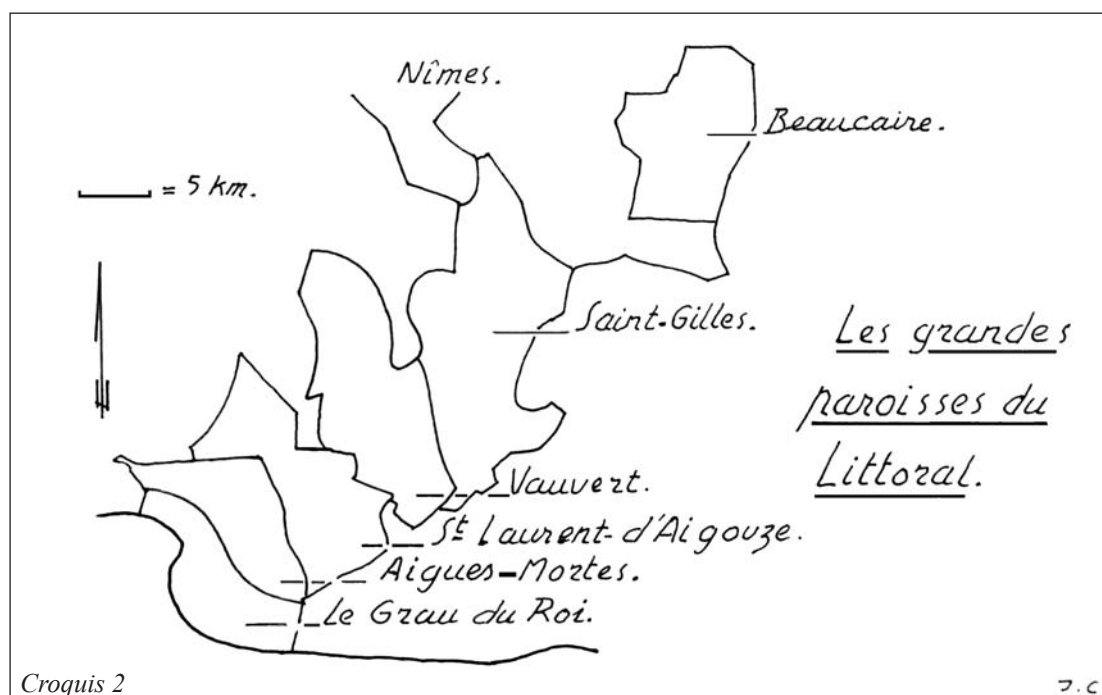 Nîmes.
Beaucaire.
= 5 km.
Saint-Gilles.
Les grandes
paroisses du
Littoral.
Vauvert.
St Laurent-d'Aigouze.
Aigues-Mortes.
Le Grau du Roi.
N
Croquis 2
J.C